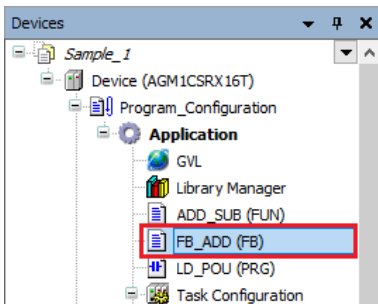 Devices
Sample_1
Device (AGM1CSRX16T)
Program_Configuration
Application
GVL
Library Manager
ADD_SUB (FUN)
FB_ADD (FB)
LD_POU (PRG)
Task Configuration